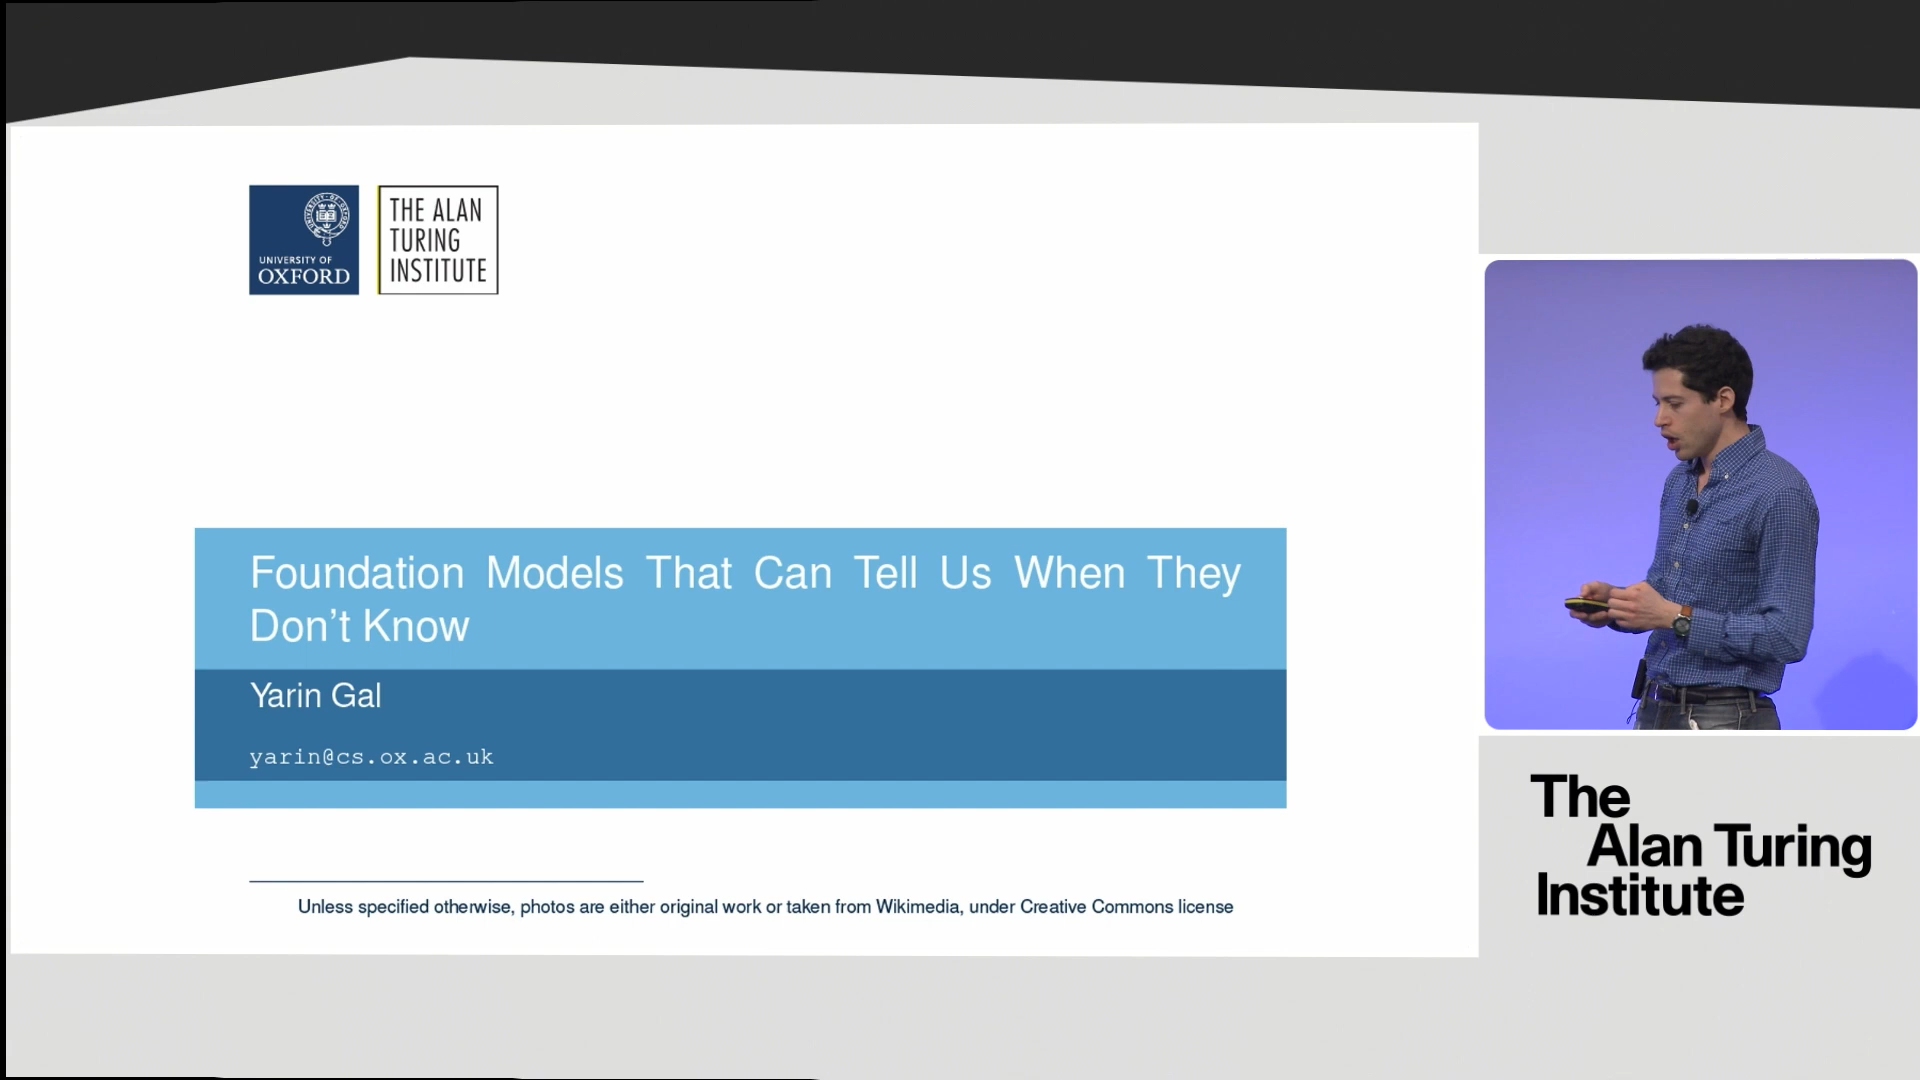 UNIVERSITY OF
OXFORD
THE ALAN
TURING
INSTITUTE
Foundation Models That Can Tell Us When They
Don't Know
Yarin Gal
yarin@cs.ox.ac.uk
Unless specified otherwise, photos are either original work or taken from Wikimedia, under Creative Commons license
The
Alan Turing
Institute